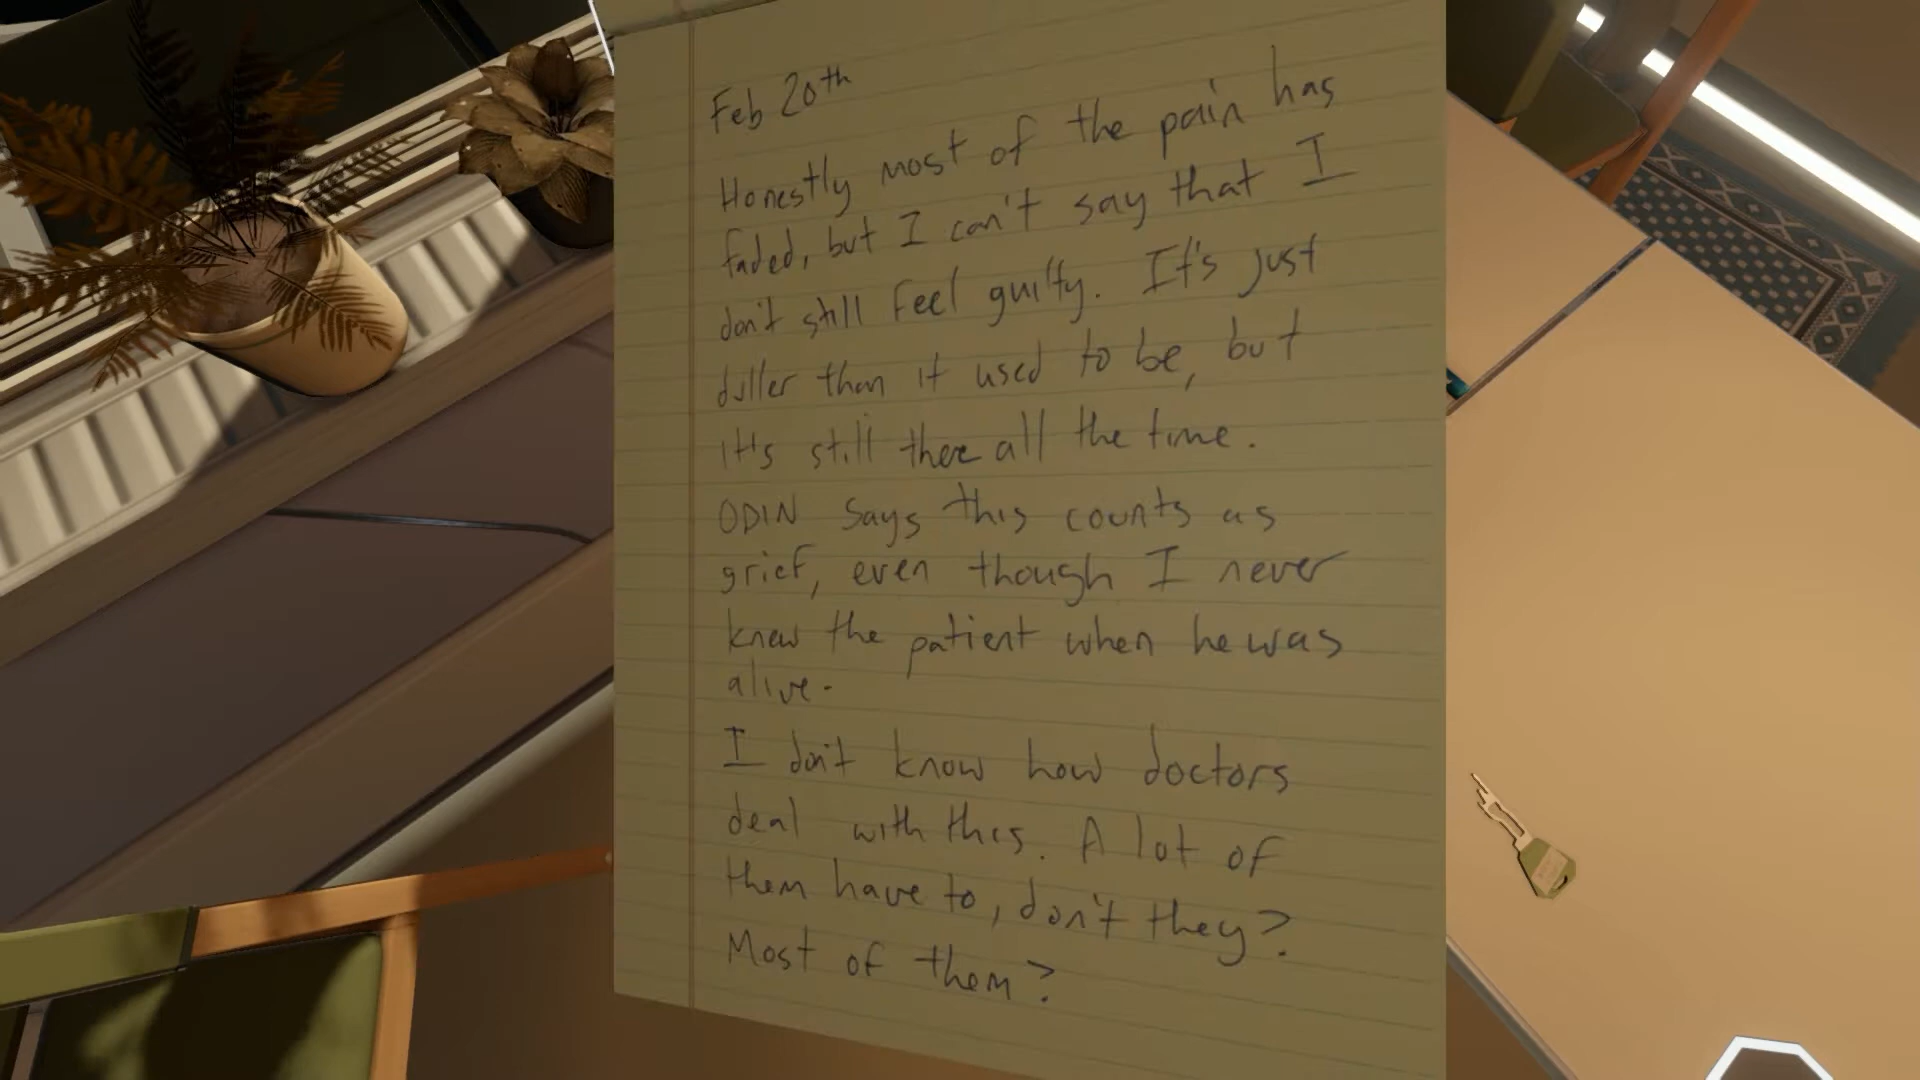 Feb 20th
Honestly most of the pain has
faded, but I can't say that I
don't still feel guilty. It's just
duller than it used to be, but
it's still there all the time.
ODIN says this counts as
grief, even though I never
knew the patient when he was
alive.
I don't know how doctors
deal with this. A lot of
them have to, don't they?
Most of them?